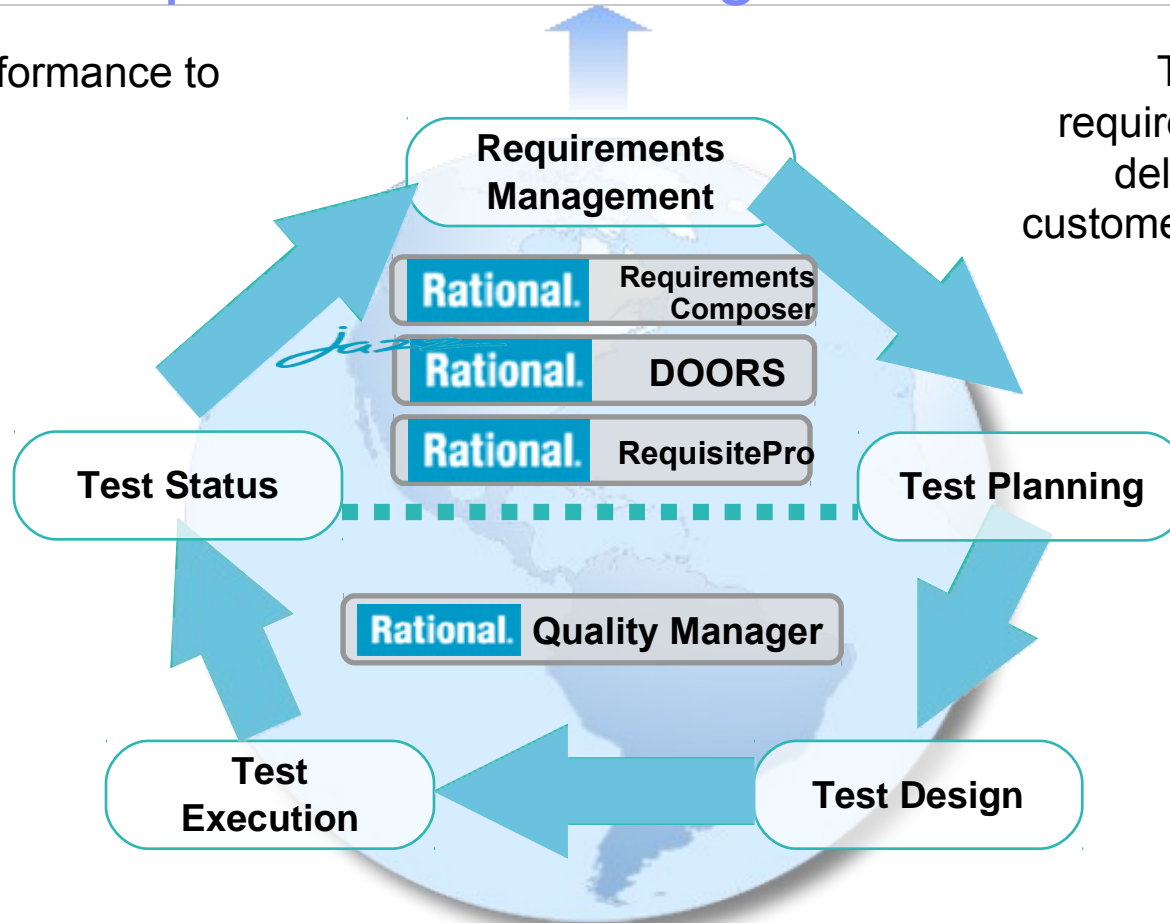 formance to
Requirements
Management
Rational.
Requirements
Composer
jazz
Rational.
DOORS
Rational.
RequisitePro
Test Status
Test Planning
Rational.
Quality Manager
Test
Execution
Test Design